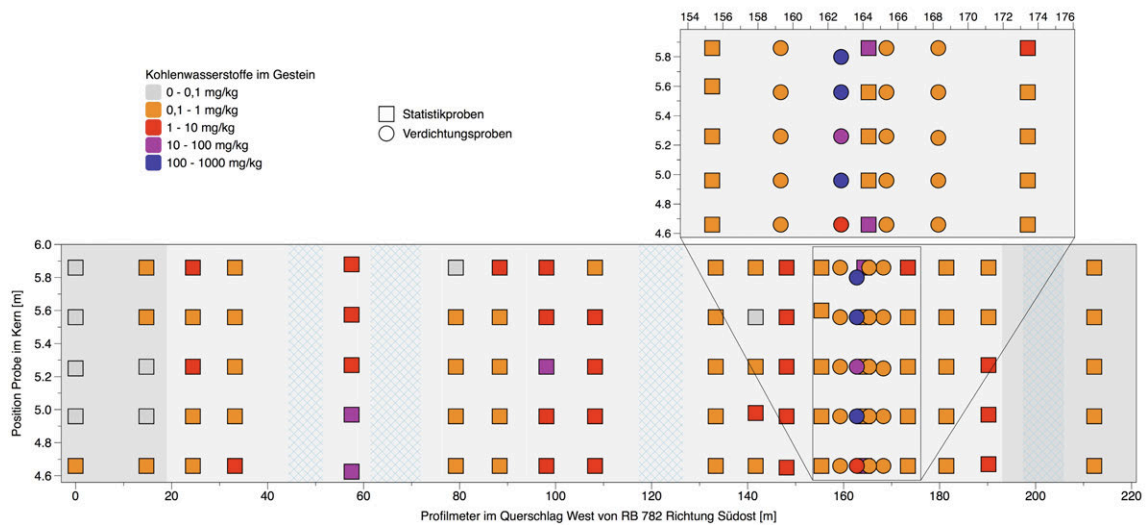 154 156 158 160 162 164 166 168 170 172 174 176
5.8
5.6
5.4
5.2
5.0
4.8
4.6
Kohlenwasserstoffe im Gestein
0 - 0,1 mg/kg
0,1 - 1 mg/kg
1 - 10 mg/kg
10 - 100 mg/kg
100 - 1000 mg/kg
Statistikproben
Verdichtungsproben
Position Probe im Kern [m]
6.0
5.8
5.6
5.4
5.2
5.0
4.8
4.6
0 20 40 60 80 100 120 140 160 180 200 220
Profilmeter im Querschlag West von RB 782 Richtung Südost [m]